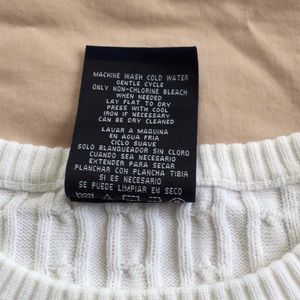 MACHINE WASH COLD WATER
GENTLE CYCLE
ONLY NON-CHLORINE BLEACH
WHEN NEEDED
LAY FLAT TO DRY
PRESS WITH COOL
IRON IF NECESSARY
CAN BE DRY CLEANED
LAVAR A MAQUINA
EN AGUA FRIA
CICLO SUAVE
SOLO BLANQUEADOR SIN CLORO
CUANDO SEA NECESARIO
EXTENDER PARA SECAR
PLANCHAR CON PLANCHA TIBIA
SI ES NECESARIO
SE PUEDE LIMPIAR EN SECO